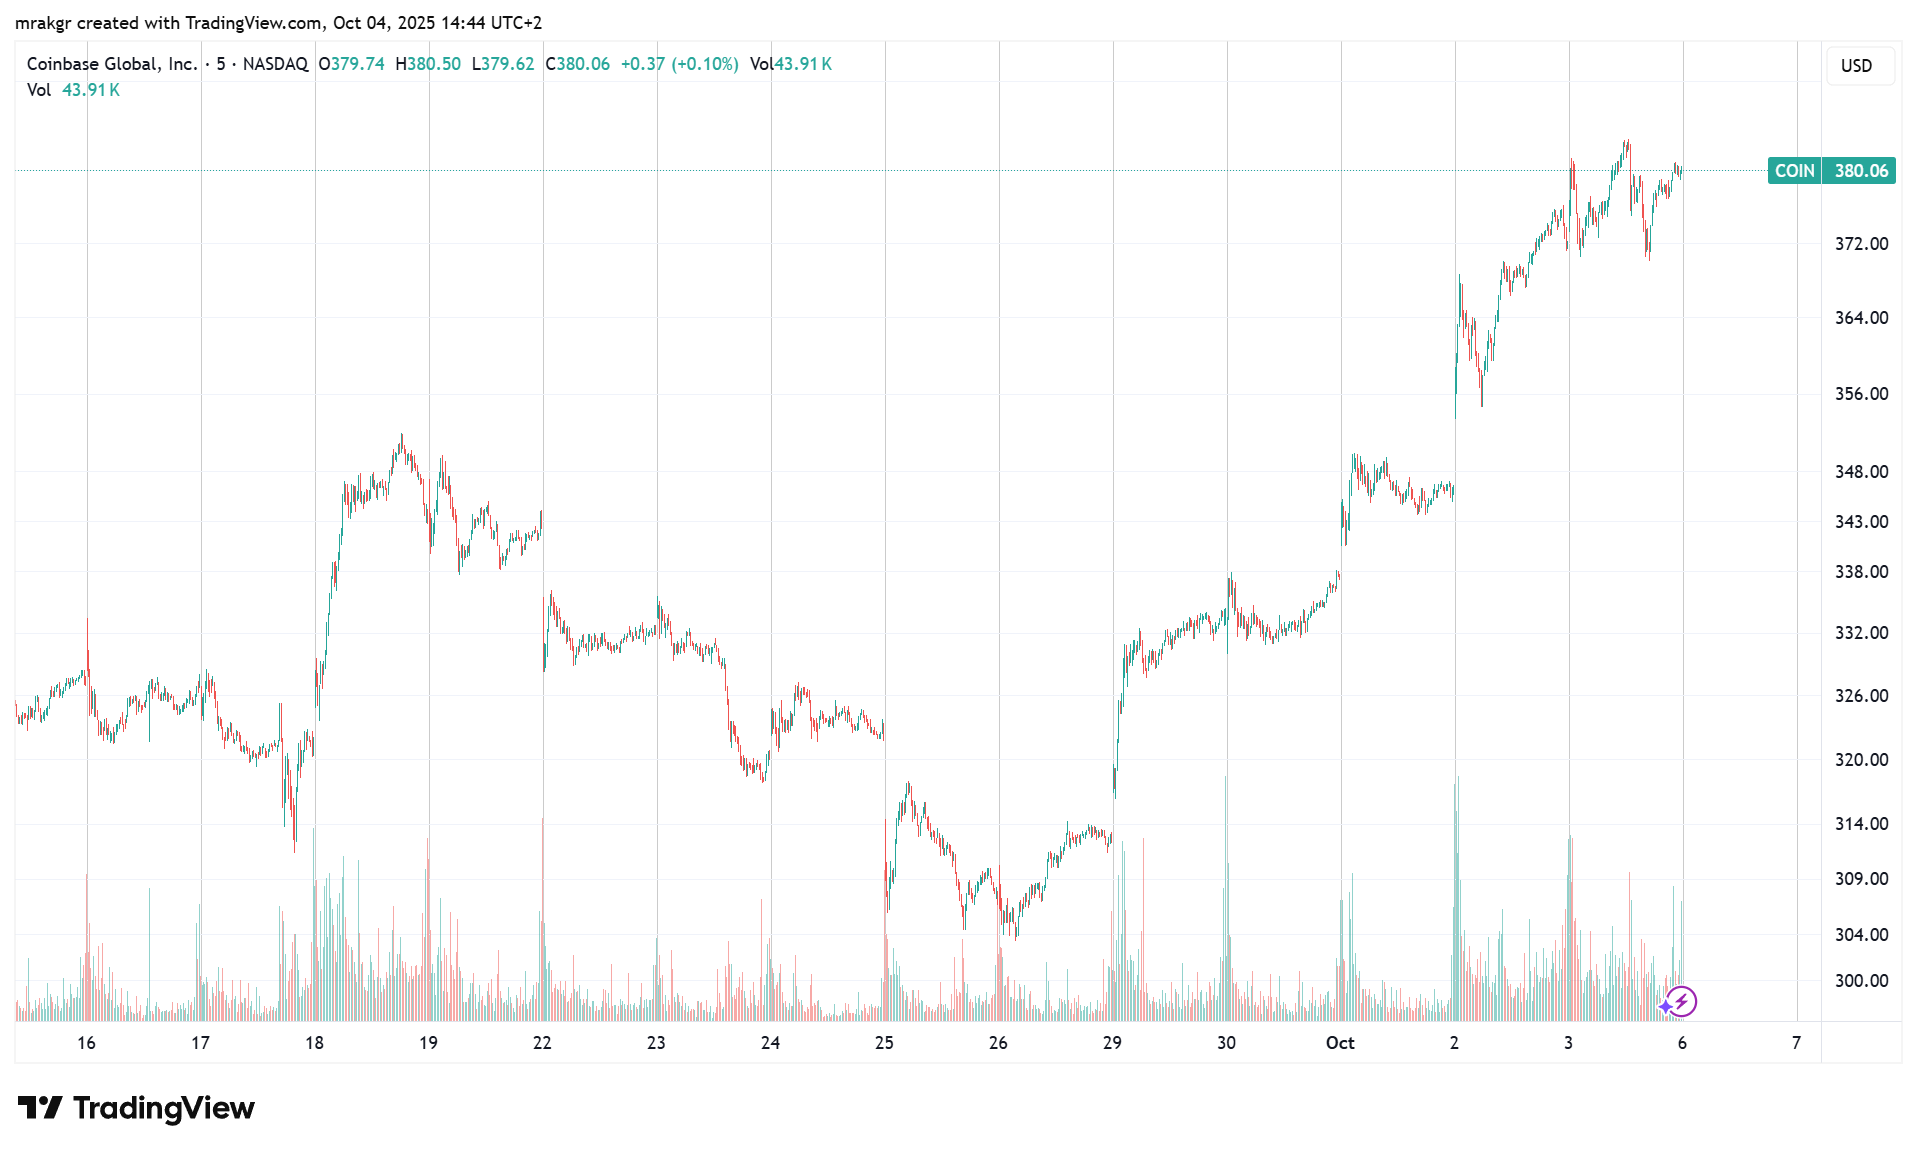 mrakgr created with TradingView.com, Oct 04, 2025 14:44 UTC+2
Coinbase Global, Inc. · 5 · NASDAQ O379.74 H380.50 L379.62 C380.06 +0.37 (+0.10%) Vol43.91K
USD
Vol 43.91K
COIN 380.06
372.00
364.00
356.00
348.00
343.00
338.00
332.00
326.00
320.00
314.00
309.00
304.00
300.00
16 17 18 19 22 23 24 25 26 29 30 Oct 2 3 6 7
TradingView